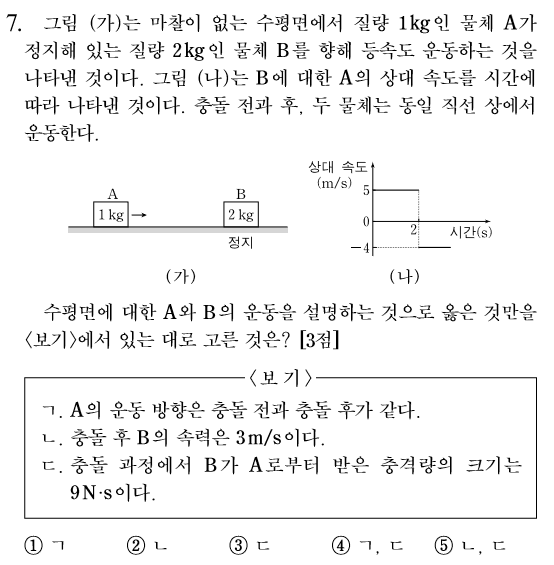 7. 그림 (가)는 마찰이 없는 수평면에서 질량 1kg인 물체 A가
정지해 있는 질량 2kg인 물체 B를 향해 등속도 운동하는 것을
나타낸 것이다. 그림 (나)는 B에 대한 A의 상대 속도를 시간에
따라 나타낸 것이다. 충돌 전과 후, 두 물체는 동일 직선 상에서
운동한다.
A
1 kg
B
2 kg
정지
(가)
상대 속도
(m/s)
5
0
2
시간(s)
-4
(나)
수평면에 대한 A와 B의 운동을 설명하는 것으로 옳은 것만을
<보기>에서 있는 대로 고른 것은? [3점]
<보 기>
ㄱ. A의 운동 방향은 충돌 전과 충돌 후가 같다.
ㄴ. 충돌 후 B의 속력은 3m/s이다.
ㄷ. 충돌 과정에서 B가 A로부터 받은 충격량의 크기는
9N·s이다.
① ㄱ ② ㄴ ③ ㄷ ④ ㄱ, ㄷ ⑤ ㄴ, ㄷ